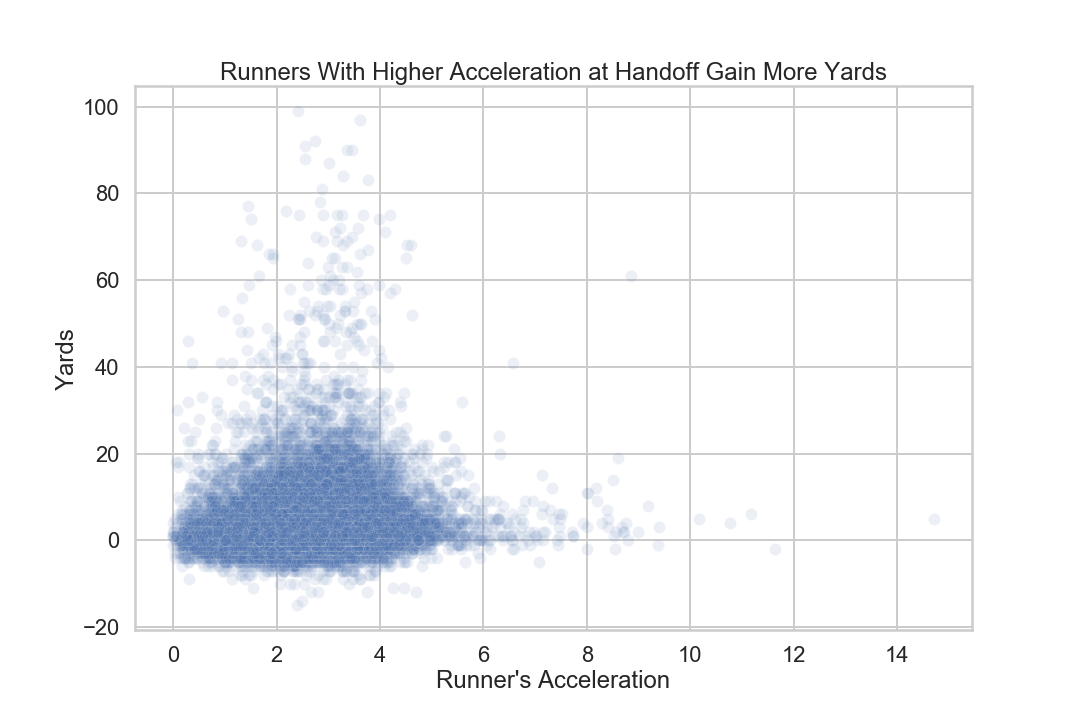 Runners With Higher Acceleration at Handoff Gain More Yards
100
80
60
40
20
0
−20
Yards
0 2 4 6 8 10 12 14
Runner's Acceleration